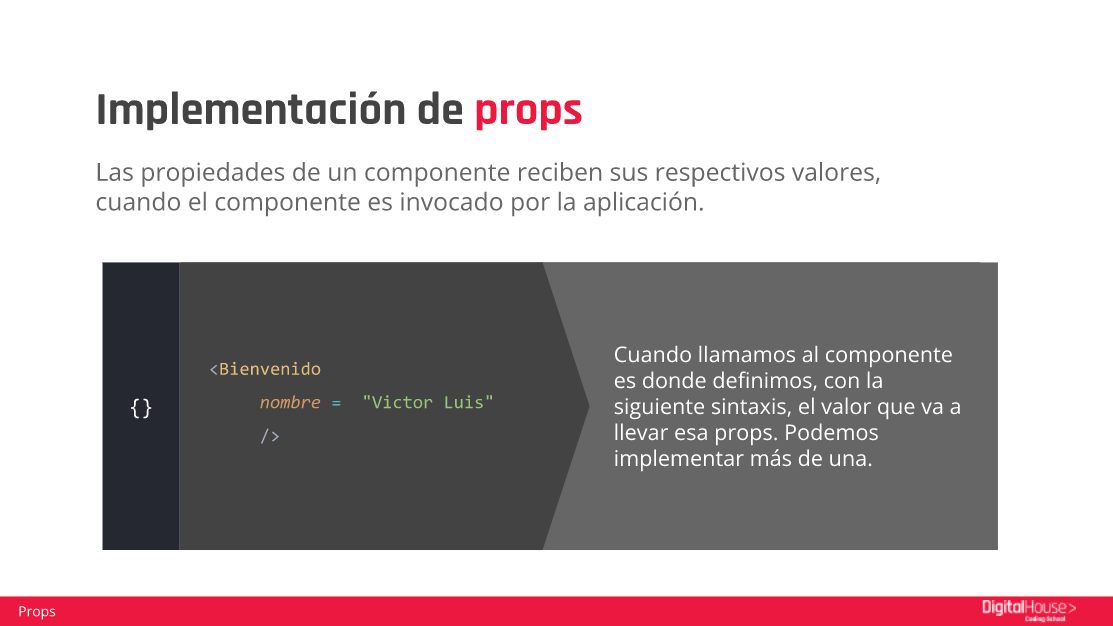 Implementación de props
Las propiedades de un componente reciben sus respectivos valores,
cuando el componente es invocado por la aplicación.
{}
<Bienvenido
nombre = "Victor Luis"
/>
Cuando llamamos al componente
es donde definimos, con la
siguiente sintaxis, el valor que va a
llevar esa props. Podemos
implementar más de una.
Props
DigitalHouse>
Coding School